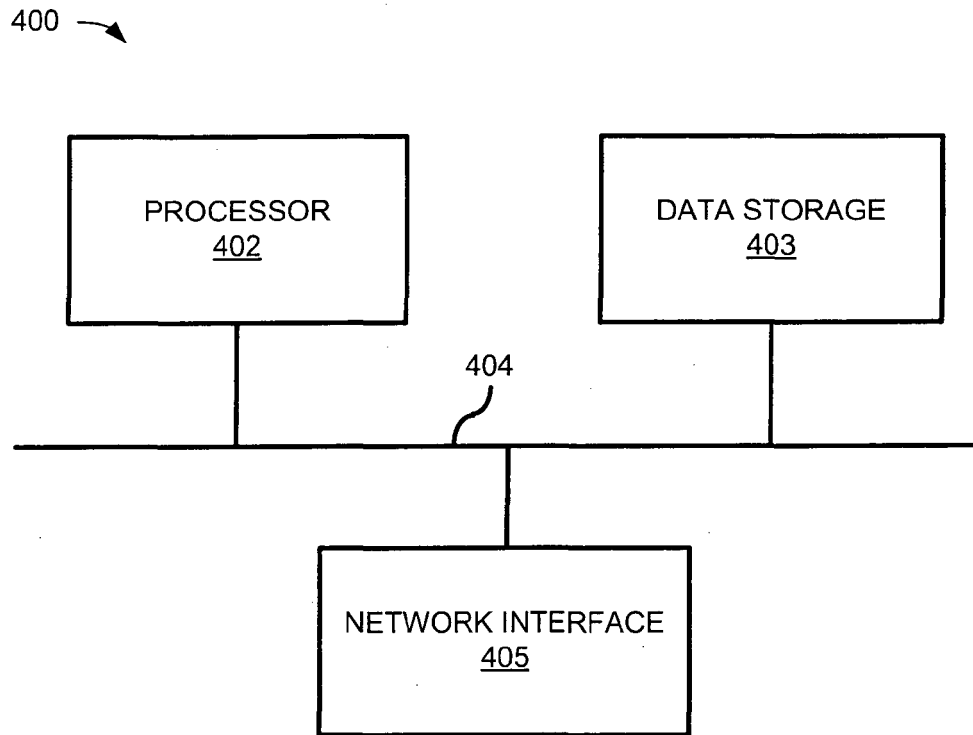 400
PROCESSOR
402
DATA STORAGE
403
404
NETWORK INTERFACE
405